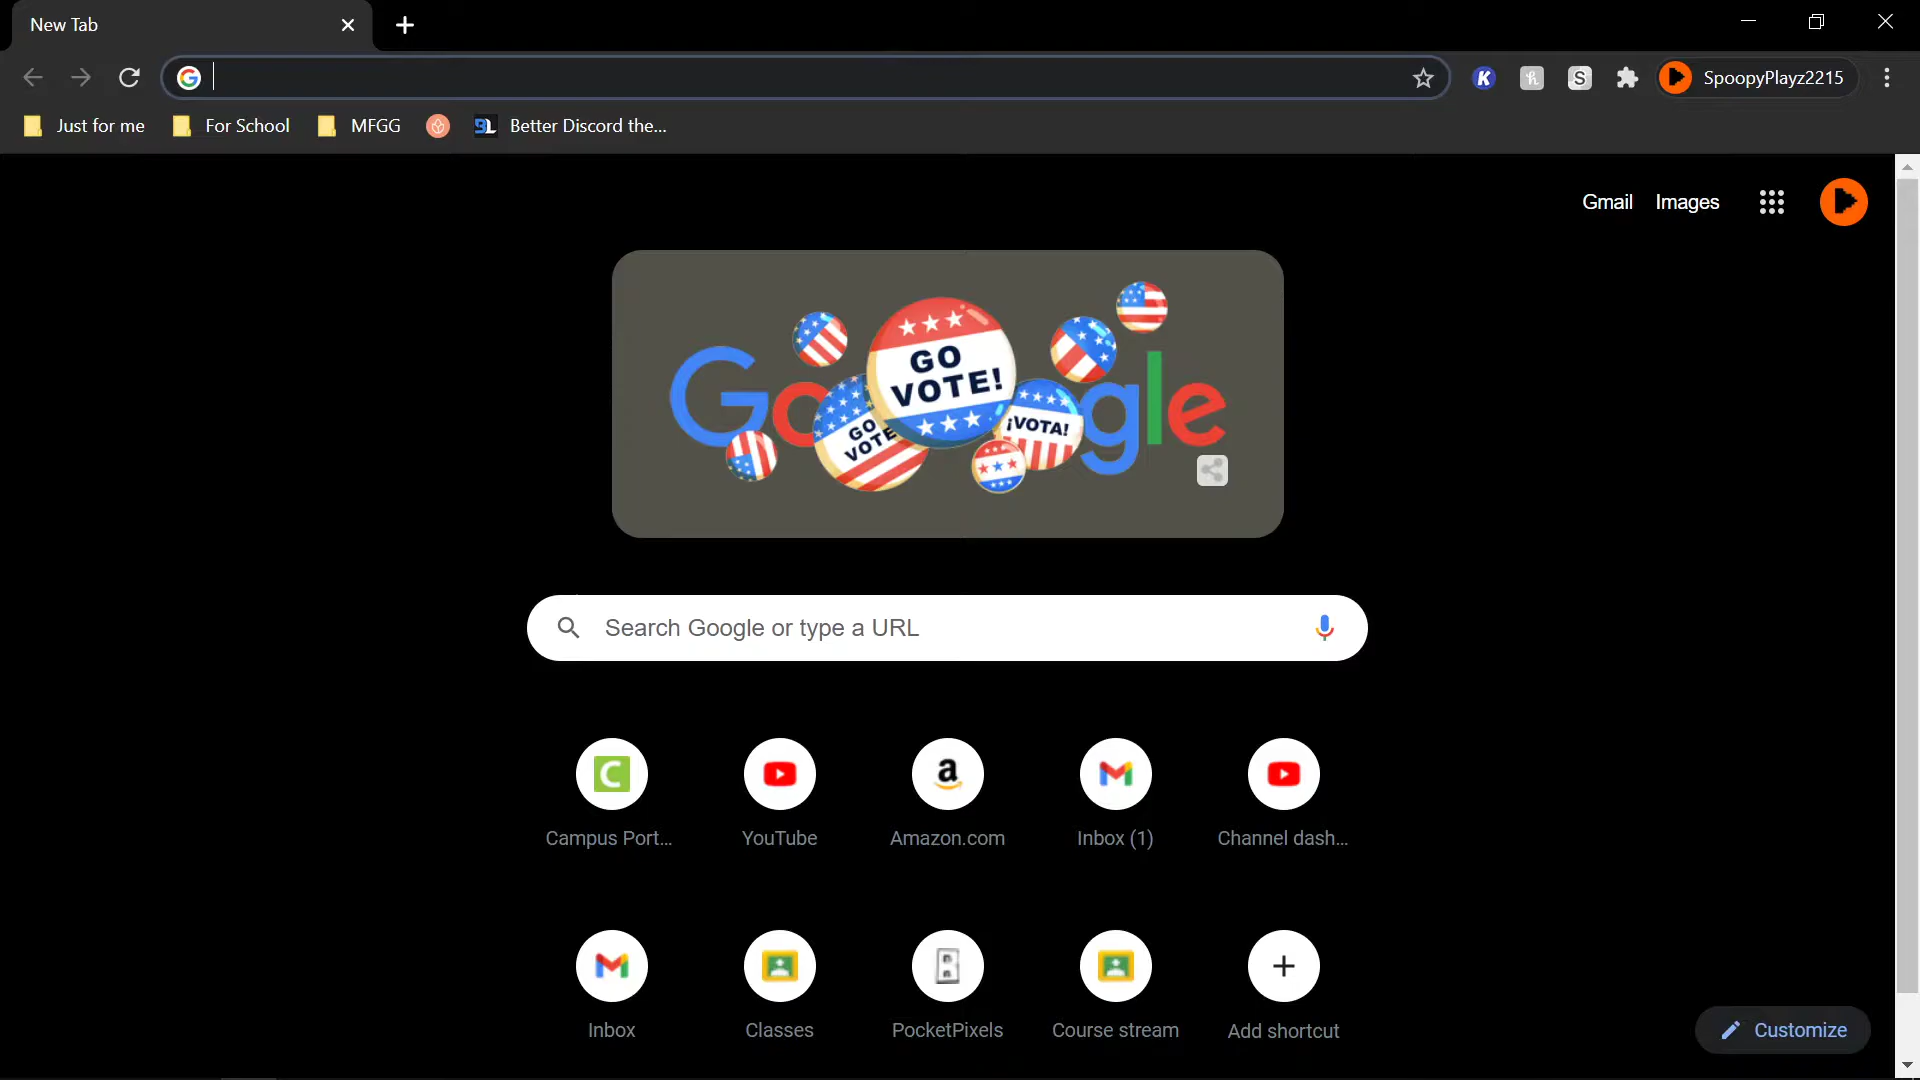 New Tab
SpoopyPlayz2215
Just for me
For School
MFGG
Better Discord the...
Gmail
Images
Google
GO VOTE!
GO VOTE
¡VOTA!
Search Google or type a URL
Campus Port...
YouTube
Amazon.com
Inbox (1)
Channel dash...
Inbox
Classes
PocketPixels
Course stream
Add shortcut
Customize